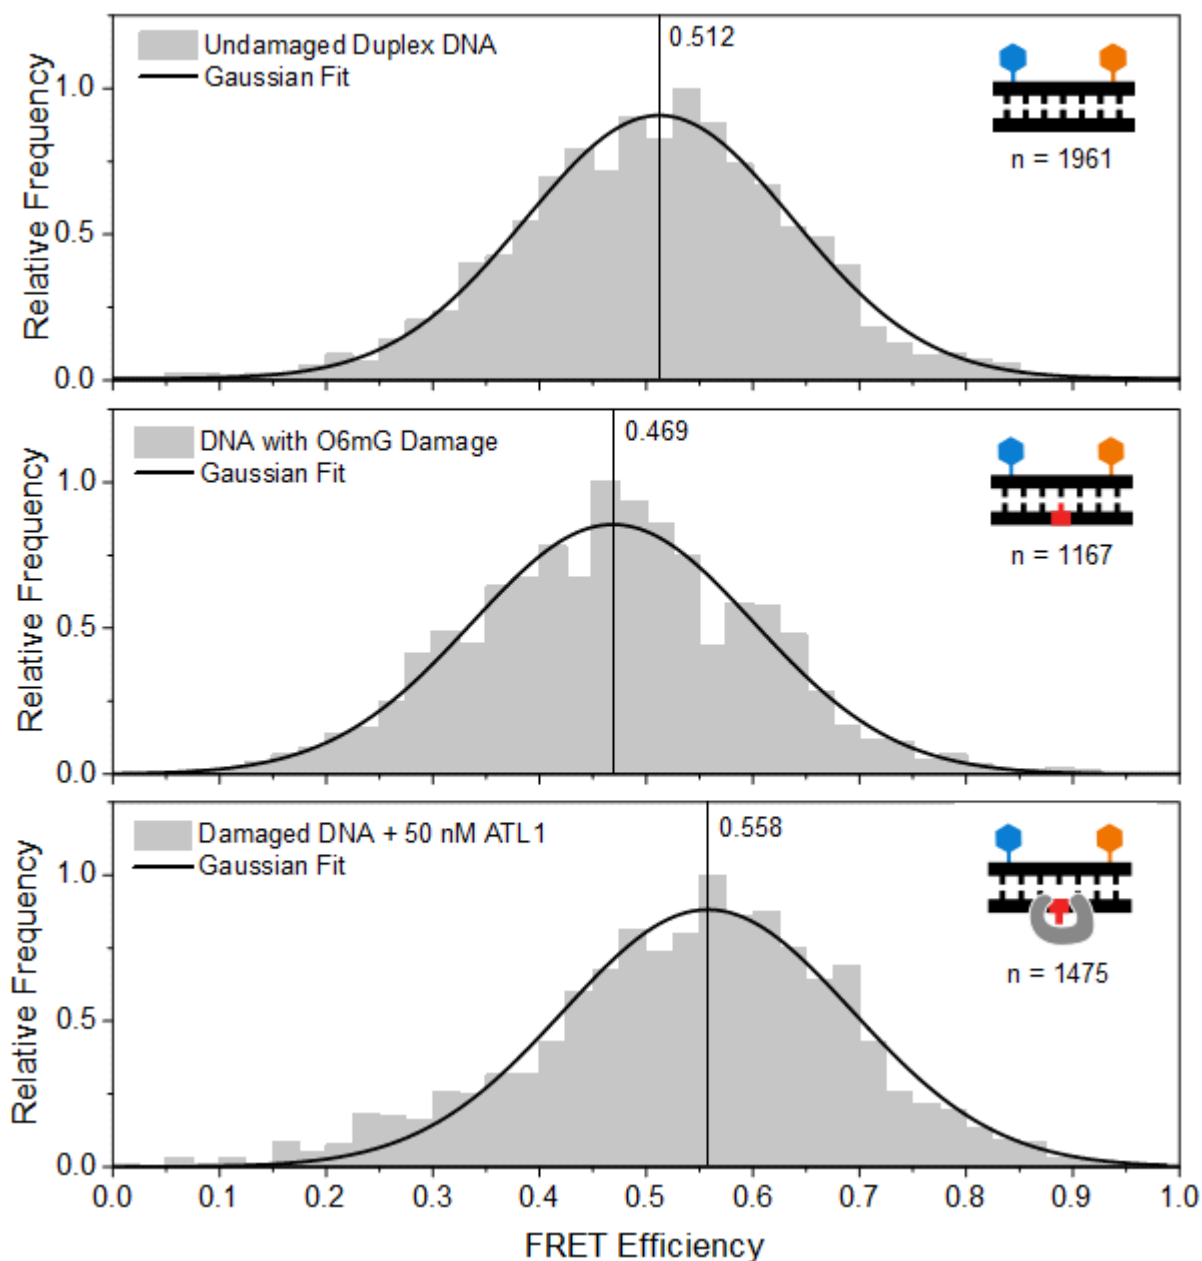 Undamaged Duplex DNA
Gaussian Fit
0.512
n = 1961
Relative Frequency
1.0
0.5
0.0
DNA with O6mG Damage
Gaussian Fit
0.469
n = 1167
Relative Frequency
1.0
0.5
0.0
Damaged DNA + 50 nM ATL1
Gaussian Fit
0.558
n = 1475
Relative Frequency
1.0
0.5
0.0
0.0 0.1 0.2 0.3 0.4 0.5 0.6 0.7 0.8 0.9 1.0
FRET Efficiency